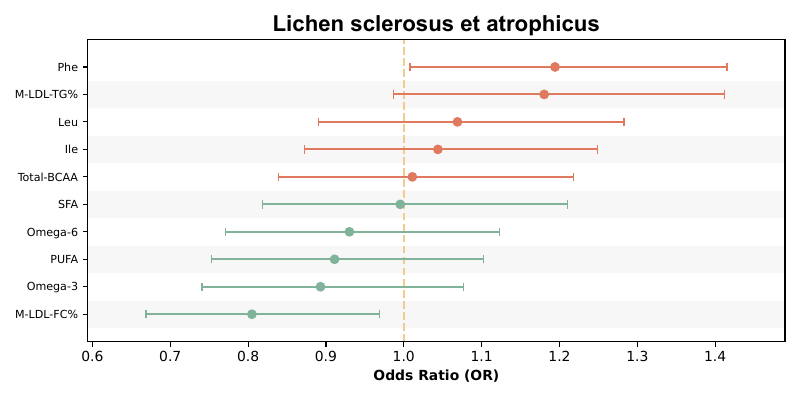 Lichen sclerosus et atrophicus
Phe
M-LDL-TG%
Leu
Ile
Total-BCAA
SFA
Omega-6
PUFA
Omega-3
M-LDL-FC%
0.6 0.7 0.8 0.9 1.0 1.1 1.2 1.3 1.4
Odds Ratio (OR)